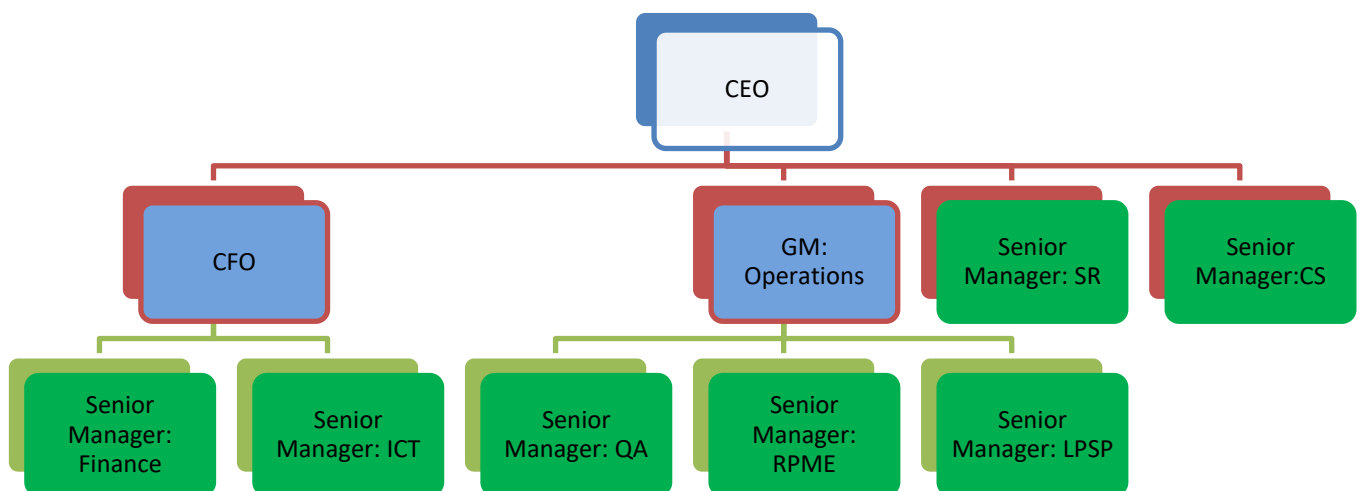 CEO
CFO
GM:
Operations
Senior
Manager: SR
Senior
Manager:CS
Senior
Manager:
Finance
Senior
Manager: ICT
Senior
Manager: QA
Senior
Manager:
RPME
Senior
Manager: LPSP